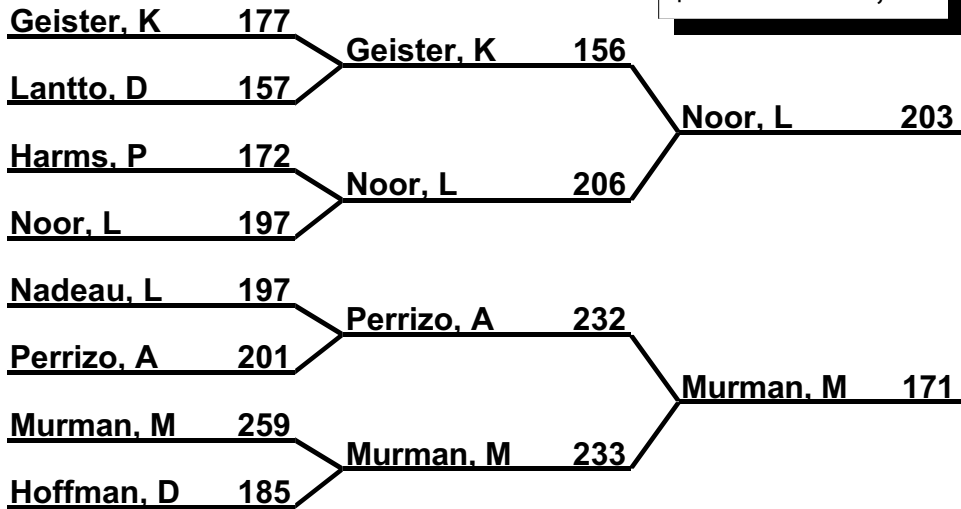 Geister, K 177
Lantto, D 157
Harms, P 172
Noor, L 197
Nadeau, L 197
Perrizo, A 201
Murman, M 259
Hoffman, D 185
Geister, K 156
Noor, L 206
Perrizo, A 232
Murman, M 233
Noor, L 203
Murman, M 171